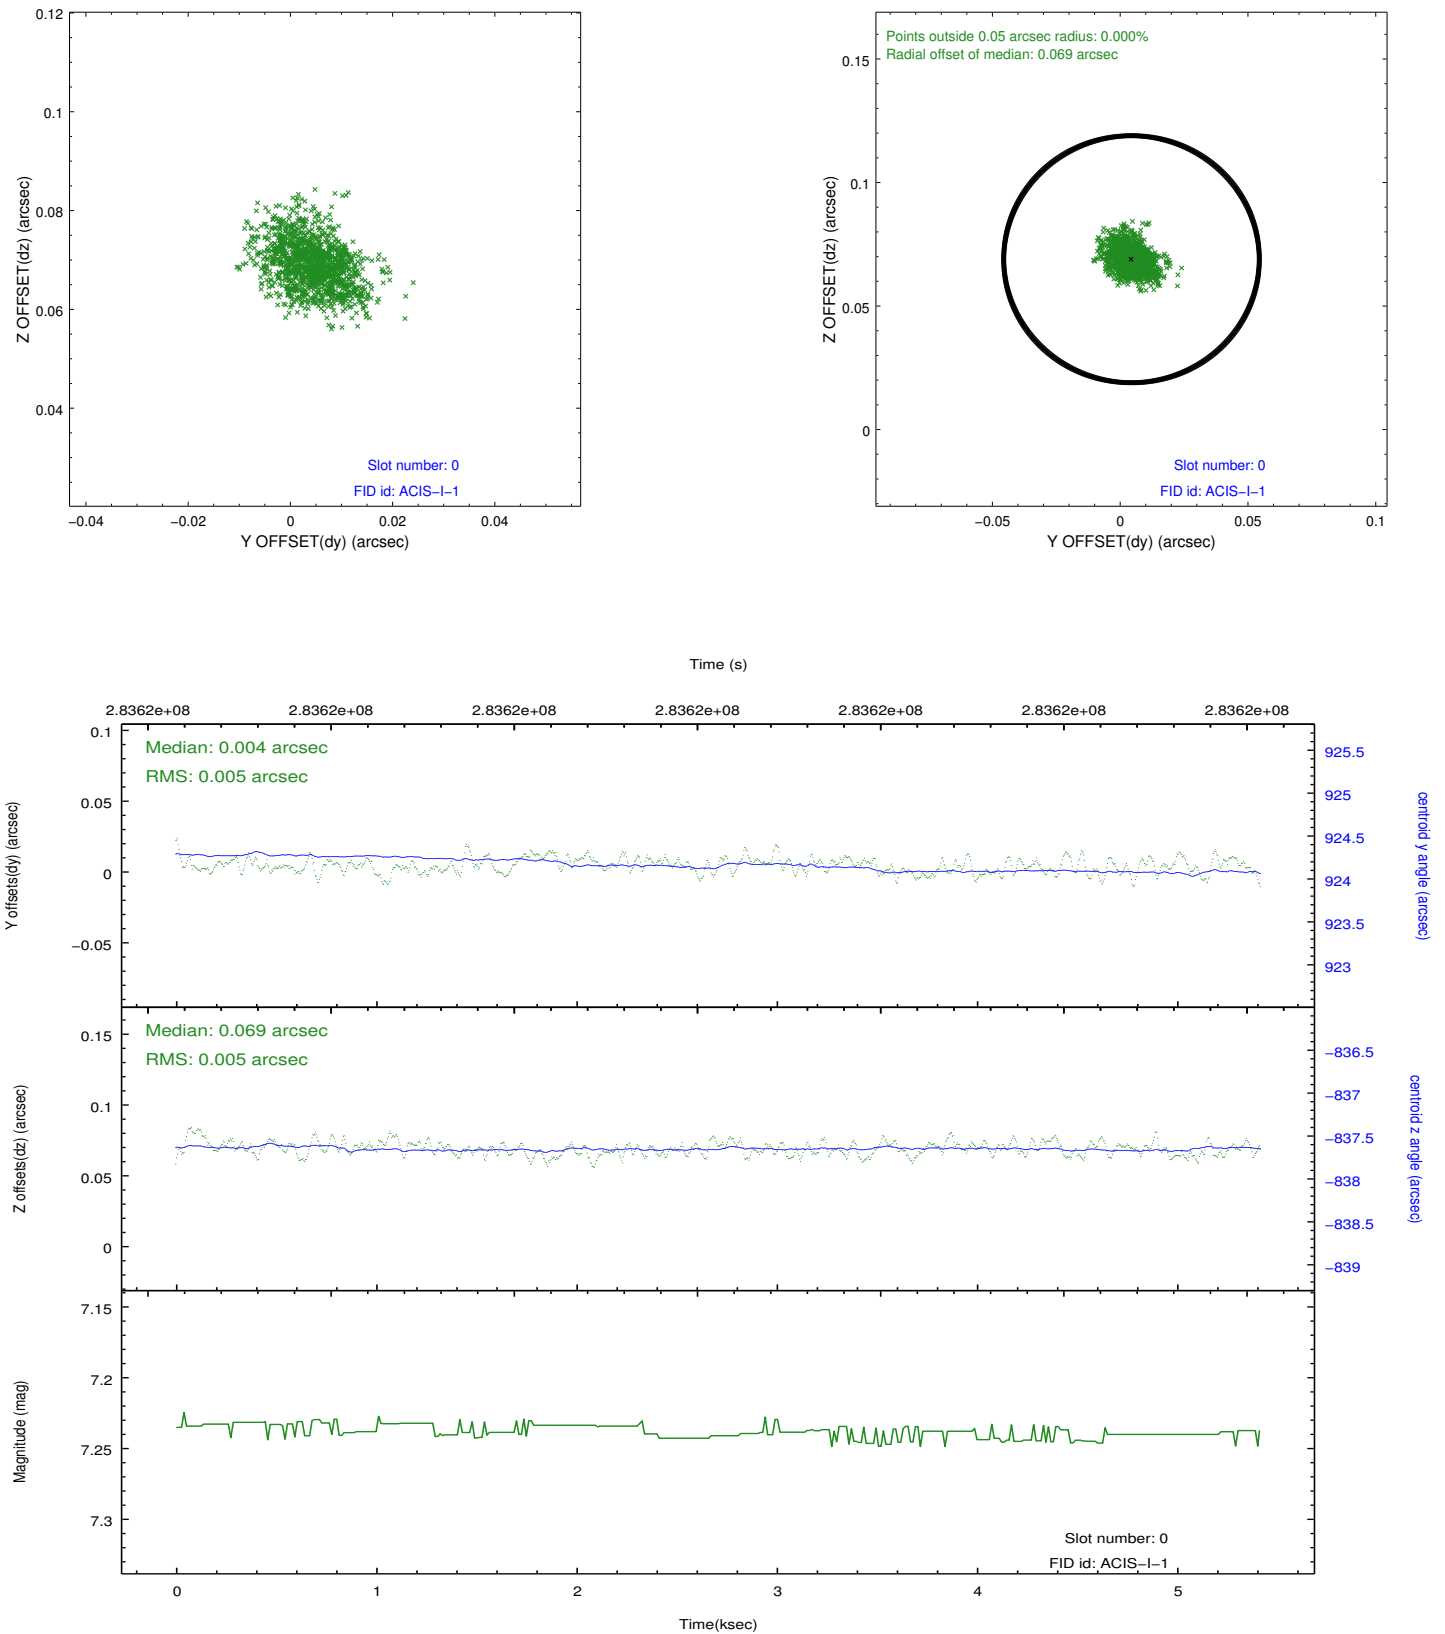 0.12
0.1
0.08
0.06
0.04
Z OFFSET(dz) (arcsec)
Slot number: 0
FID id: ACIS−I−1
−0.04
−0.02
0
0.02
0.04
Y OFFSET(dy) (arcsec)
Points outside 0.05 arcsec radius: 0.000%
Radial offset of median: 0.069 arcsec
0.15
0.1
0.05
0
Z OFFSET(dz) (arcsec)
Slot number: 0
FID id: ACIS−I−1
−0.05
0
0.05
0.1
Y OFFSET(dy) (arcsec)
Time (s)
2.8362e+08
2.8362e+08
2.8362e+08
2.8362e+08
2.8362e+08
2.8362e+08
2.8362e+08
Median: 0.004 arcsec
RMS: 0.005 arcsec
0.1
0.05
0
−0.05
Y offsets(dy) (arcsec)
925.5
925
924.5
924
923.5
923
centroid y angle (arcsec)
Median: 0.069 arcsec
RMS: 0.005 arcsec
0.15
0.1
0.05
0
Z offsets(dz) (arcsec)
−836.5
−837
−837.5
−838
−838.5
−839
centroid z angle (arcsec)
7.15
7.2
7.25
7.3
Magnitude (mag)
Slot number: 0
FID id: ACIS−I−1
0
1
2
3
4
5
Time(ksec)